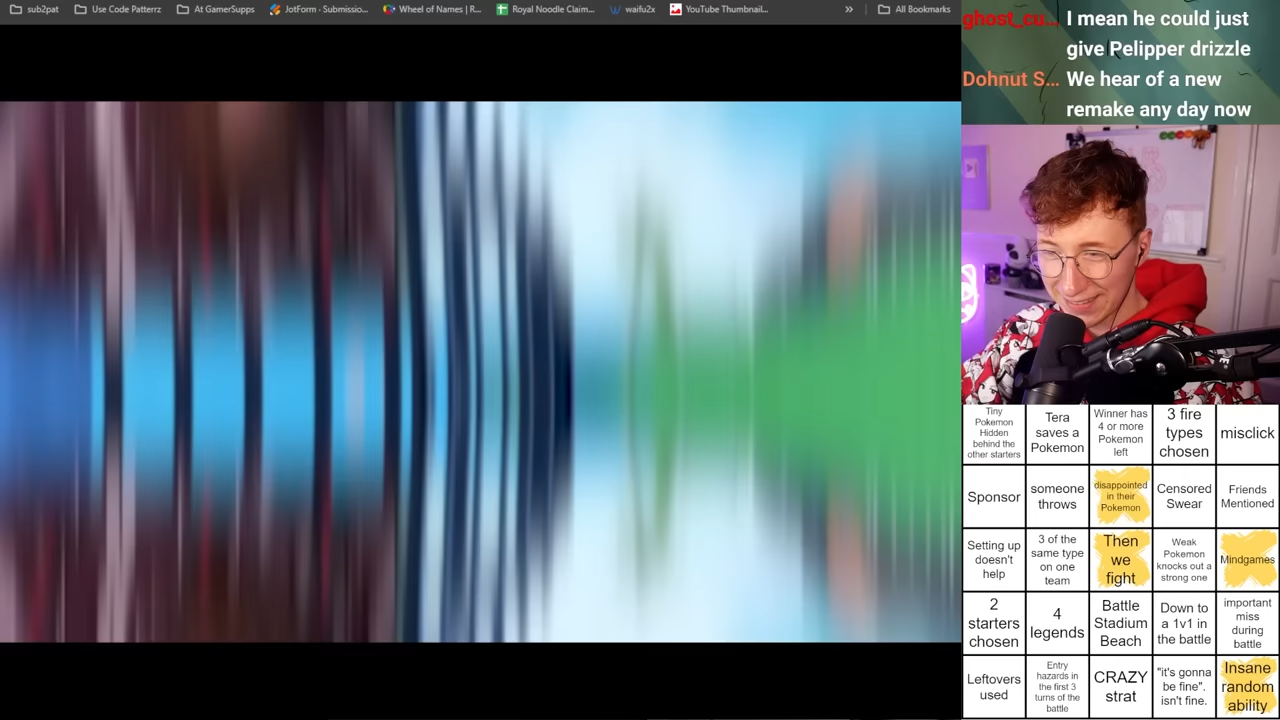 sub2pat
Use Code Patterzz
At GamerSupps
JotForm · Submissio...
Wheel of Names | R...
Royal Noodle Claim...
waifu2x
YouTube Thumbnail...
»
All Bookmarks
ghost_cu... I mean he could just
give Pelipper drizzle
Dohnut S... We hear of a new
remake any day now
Tiny
Pokemon
Hidden
behind the
other starters
Tera
saves a
Pokemon
Winner has
4 or more
Pokemon
left
3 fire
types
chosen
misclick
Sponsor
someone
throws
disappointed
in their
Pokemon
Censored
Swear
Friends
Mentioned
Setting up
doesn't
help
3 of the
same type
on one
team
Then
we
fight
Weak
Pokemon
knocks out a
strong one
Mindgames
2
starters
chosen
4
legends
Battle
Stadium
Beach
Down to
a 1v1 in
the battle
important
miss
during
battle
Leftovers
used
Entry
hazards in
the first 3
turns of the
battle
CRAZY
strat
"it's gonna
be fine".
isn't fine.
Insane
random
ability